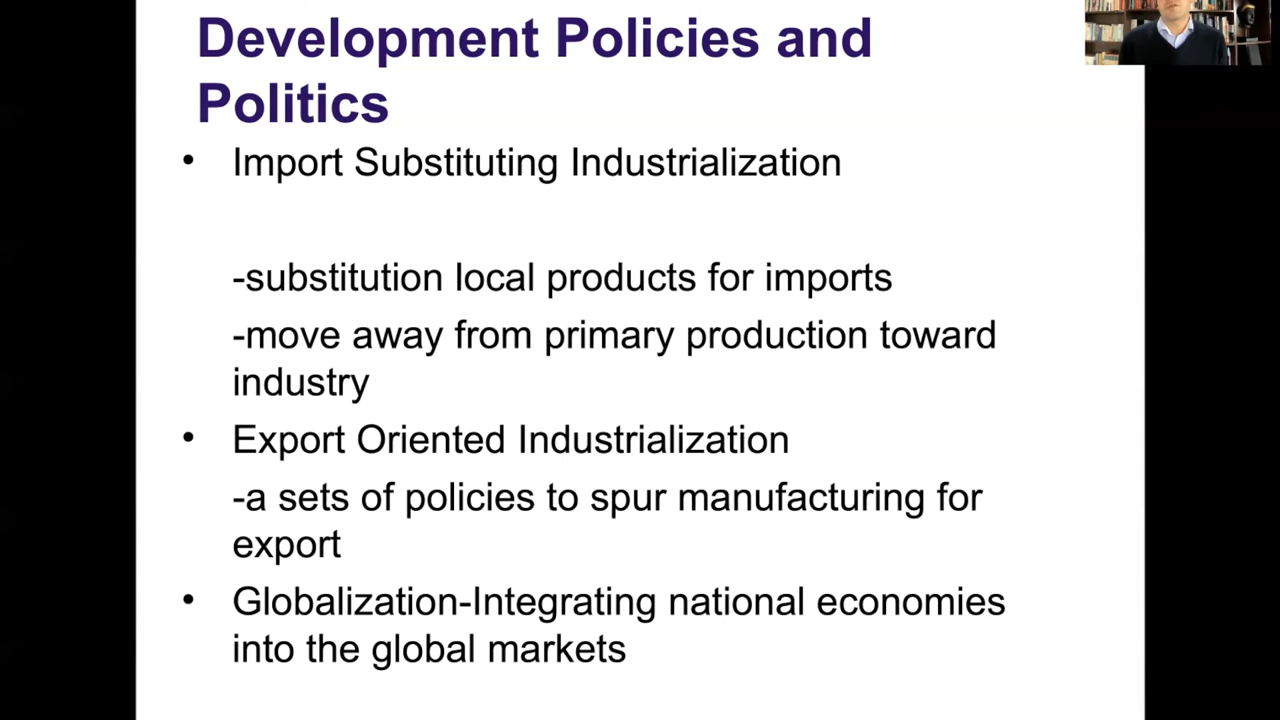 Development Policies and
Politics
• Import Substituting Industrialization
-substitution local products for imports
-move away from primary production toward
industry
• Export Oriented Industrialization
-a sets of policies to spur manufacturing for
export
• Globalization-Integrating national economies
into the global markets